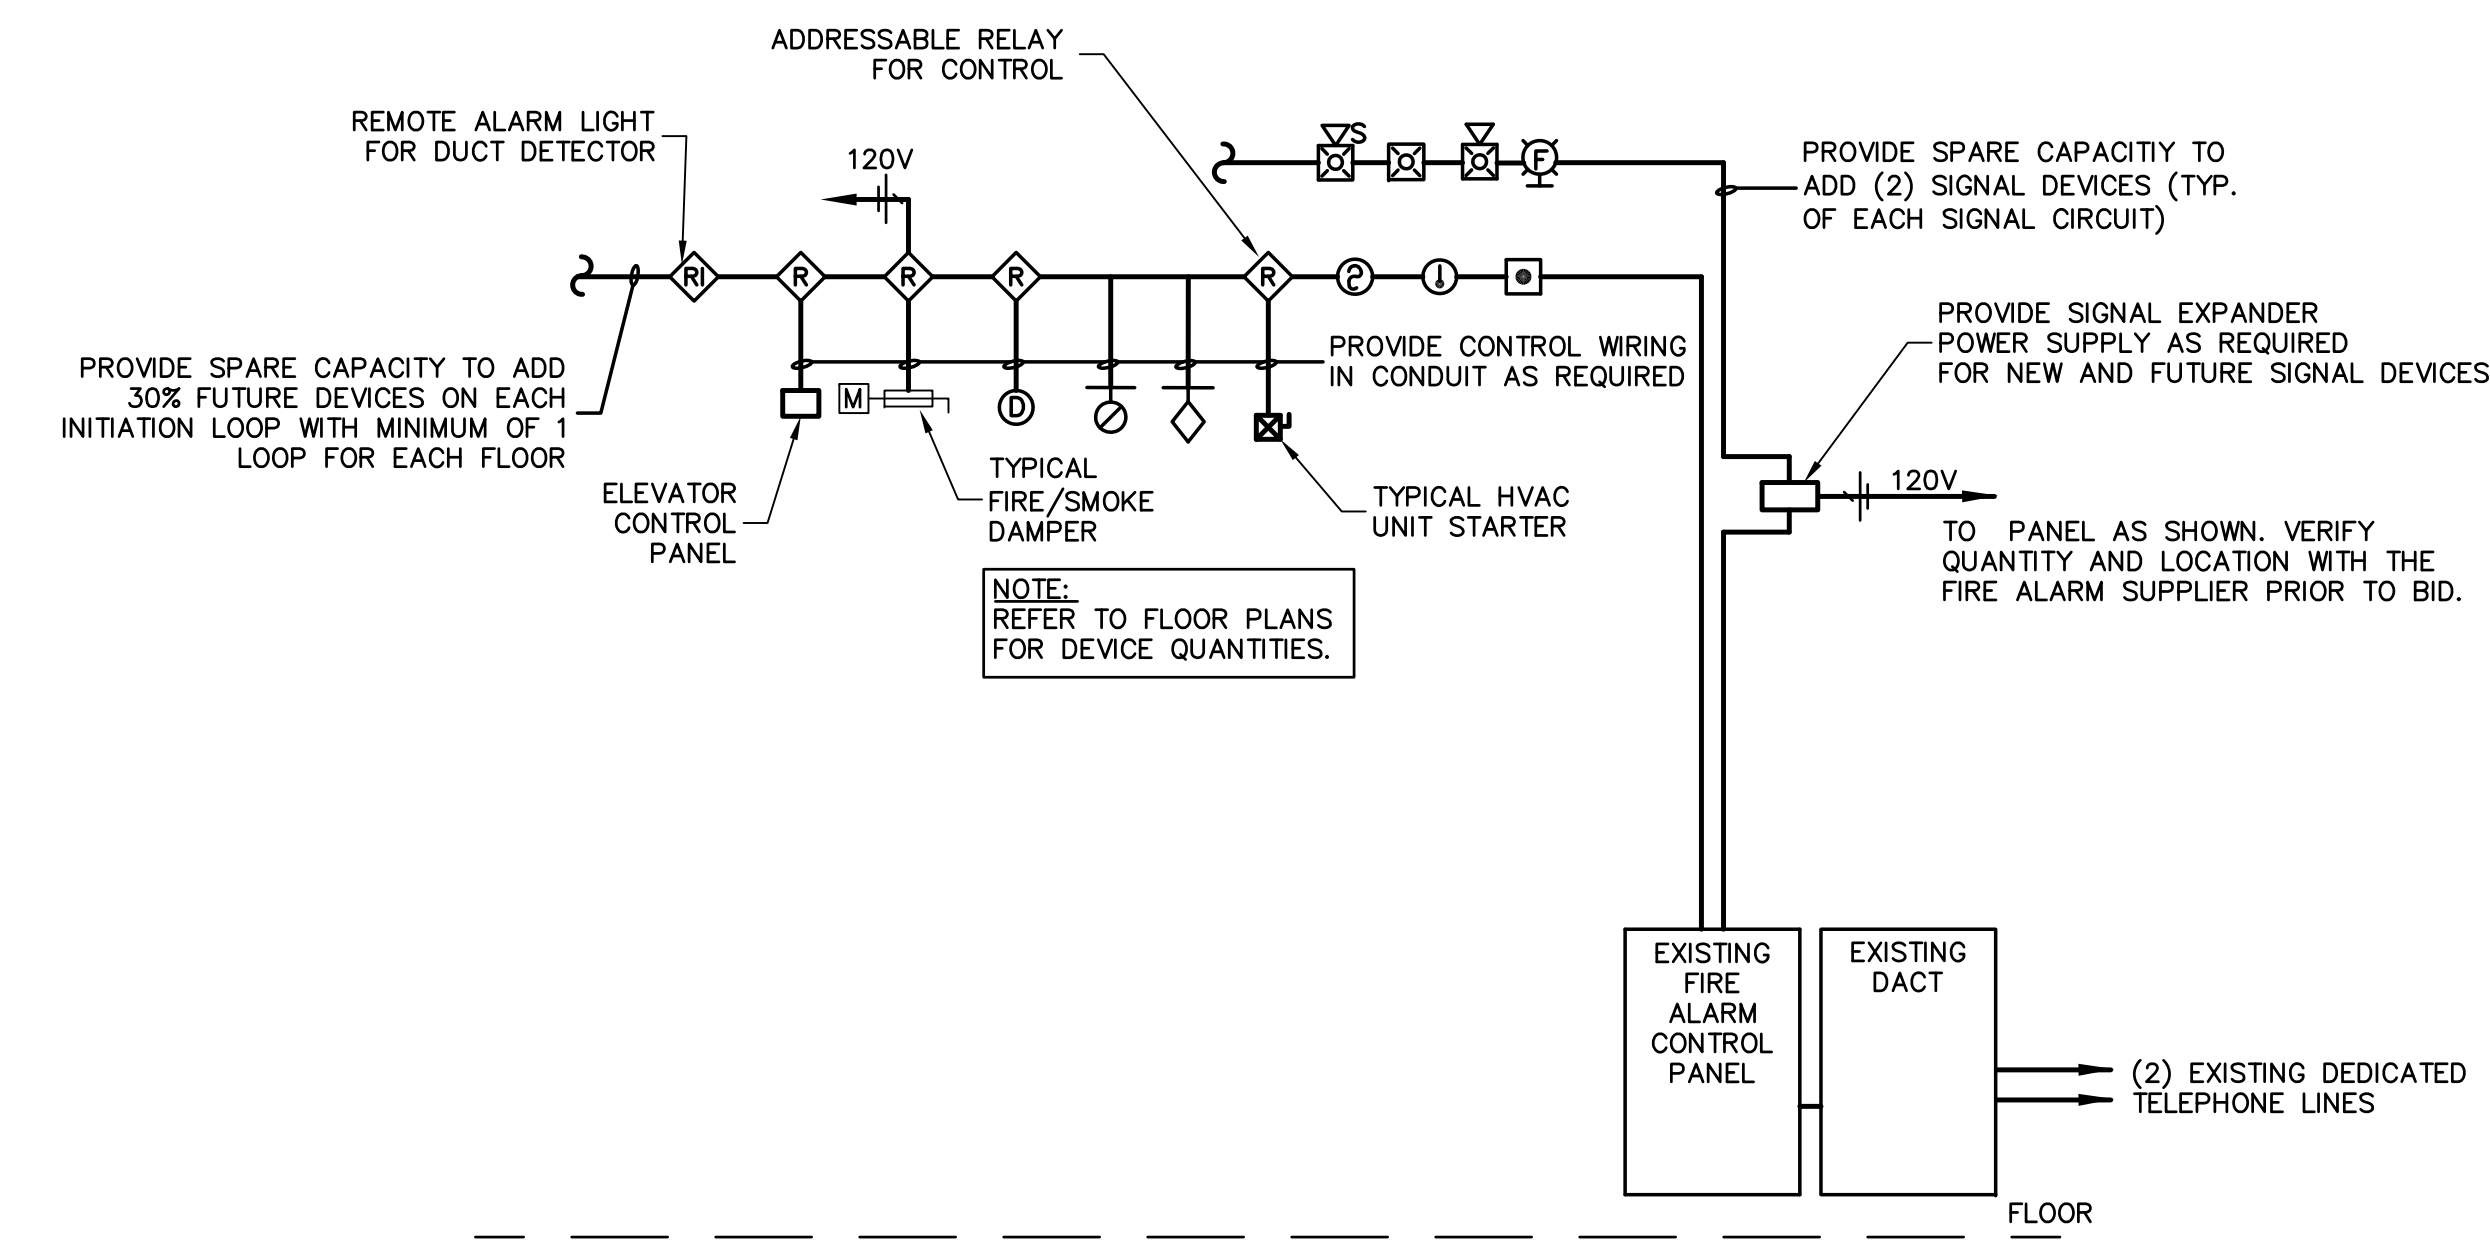 ADDRESSABLE RELAY
FOR CONTROL
REMOTE ALARM LIGHT
FOR DUCT DETECTOR
120V
S
F
PROVIDE SPARE CAPACITIY TO
ADD (2) SIGNAL DEVICES (TYP.
OF EACH SIGNAL CIRCUIT)
RI
R
R
R
R
PROVIDE SIGNAL EXPANDER
POWER SUPPLY AS REQUIRED
FOR NEW AND FUTURE SIGNAL DEVICES
PROVIDE CONTROL WIRING
IN CONDUIT AS REQUIRED
PROVIDE SPARE CAPACITY TO ADD
30% FUTURE DEVICES ON EACH
INITIATION LOOP WITH MINIMUM OF 1
LOOP FOR EACH FLOOR
M
D
ELEVATOR
CONTROL
PANEL
TYPICAL
FIRE/SMOKE
DAMPER
TYPICAL HVAC
UNIT STARTER
120V
TO PANEL AS SHOWN. VERIFY
QUANTITY AND LOCATION WITH THE
FIRE ALARM SUPPLIER PRIOR TO BID.
NOTE:
REFER TO FLOOR PLANS
FOR DEVICE QUANTITIES.
EXISTING
FIRE
ALARM
CONTROL
PANEL
EXISTING
DACT
(2) EXISTING DEDICATED
TELEPHONE LINES
FLOOR